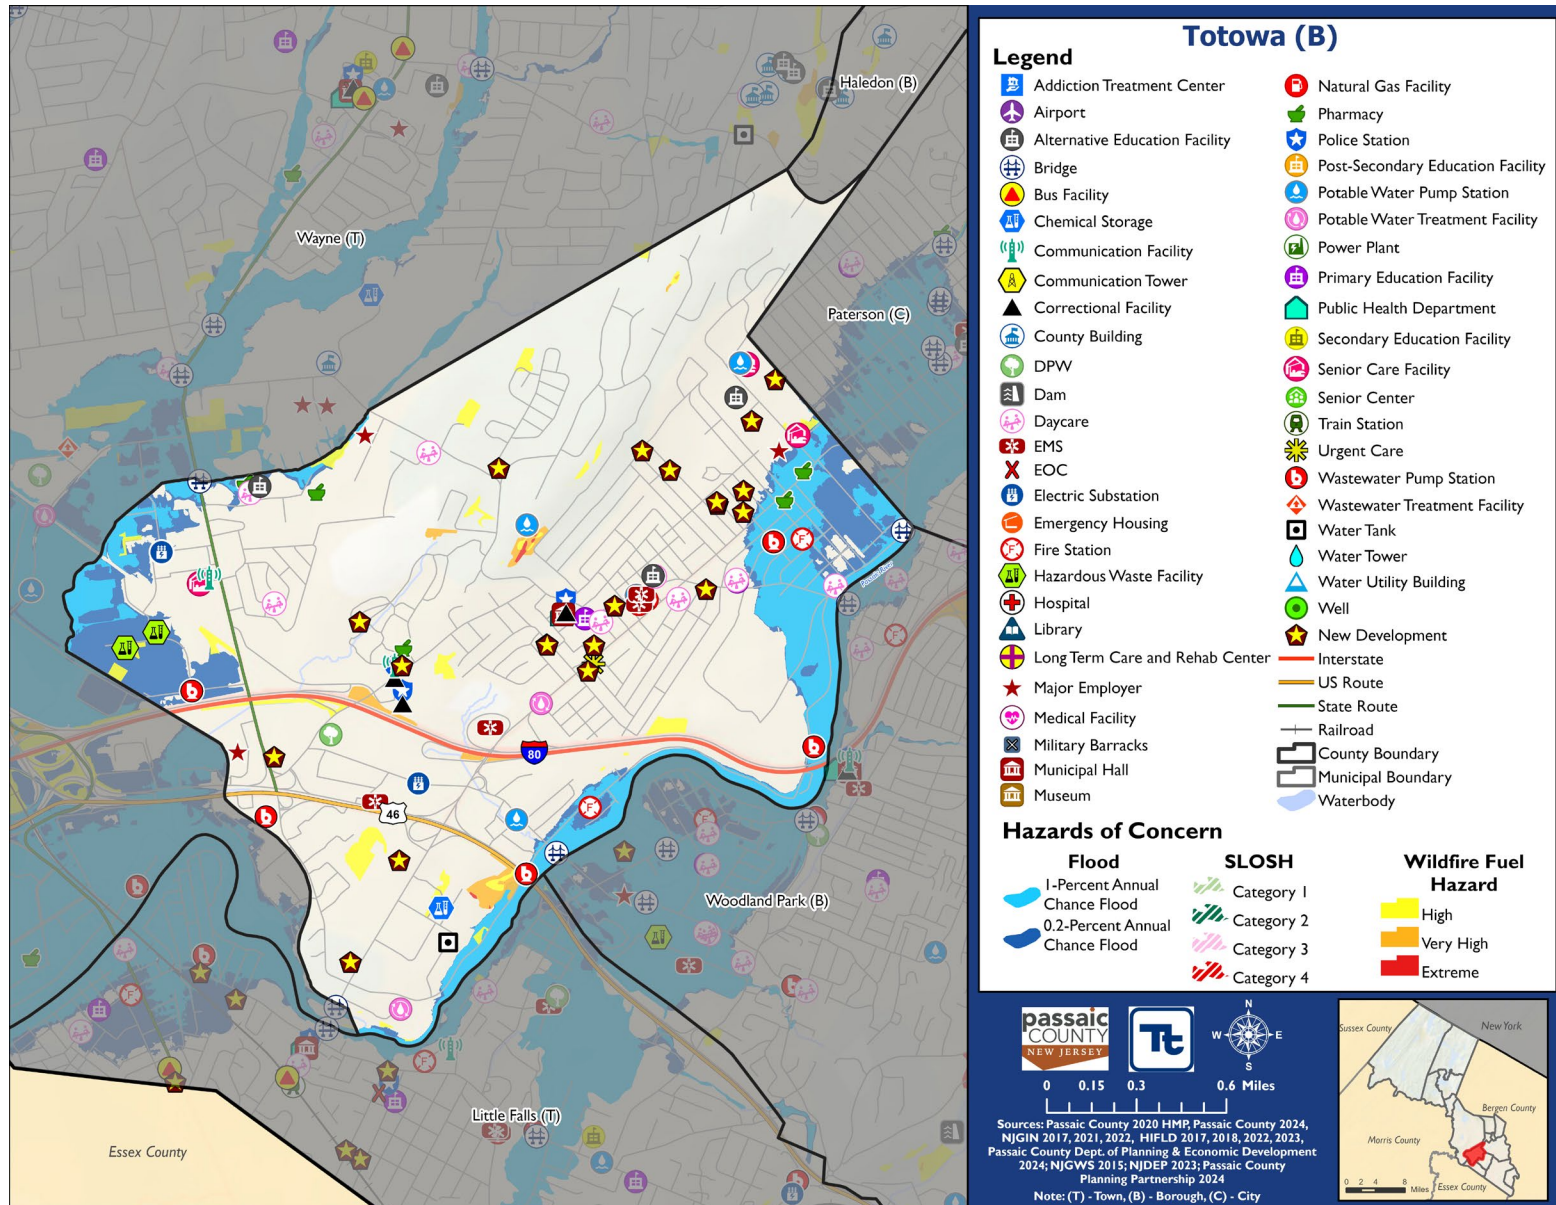 Haledon (B)
Wayne (T)
Paterson (C)
Passaic River
80
46
Woodland Park (B)
Little Falls (T)
Essex County
Totowa (B)
Legend
Addiction Treatment Center
Airport
Alternative Education Facility
Bridge
Bus Facility
Chemical Storage
Communication Facility
Communication Tower
Correctional Facility
County Building
DPW
Dam
Daycare
EMS
EOC
Electric Substation
Emergency Housing
Fire Station
Hazardous Waste Facility
Hospital
Library
Long Term Care and Rehab Center
Major Employer
Medical Facility
Military Barracks
Municipal Hall
Museum
Natural Gas Facility
Pharmacy
Police Station
Post-Secondary Education Facility
Potable Water Pump Station
Potable Water Treatment Facility
Power Plant
Primary Education Facility
Public Health Department
Secondary Education Facility
Senior Care Facility
Senior Center
Train Station
Urgent Care
Wastewater Pump Station
Wastewater Treatment Facility
Water Tank
Water Tower
Water Utility Building
Well
New Development
Interstate
US Route
State Route
Railroad
County Boundary
Municipal Boundary
Waterbody
Hazards of Concern
Flood
1-Percent Annual
Chance Flood
0.2-Percent Annual
Chance Flood
SLOSH
Category 1
Category 2
Category 3
Category 4
Wildfire Fuel
Hazard
High
Very High
Extreme
passaic
COUNTY
NEW JERSEY
Tt
N
W E
S
0 0.15 0.3 0.6 Miles
Sources: Passaic County 2020 HMP, Passaic County 2024,
NJGIN 2017, 2021, 2022, HIFLD 2017, 2018, 2022, 2023,
Passaic County Dept. of Planning & Economic Development
2024; NJGWS 2015; NJDEP 2023; Passaic County
Planning Partnership 2024
Note: (T) - Town, (B) - Borough, (C) - City
Sussex County
New York
Bergen County
Morris County
Essex County
0 2 4 8 Miles